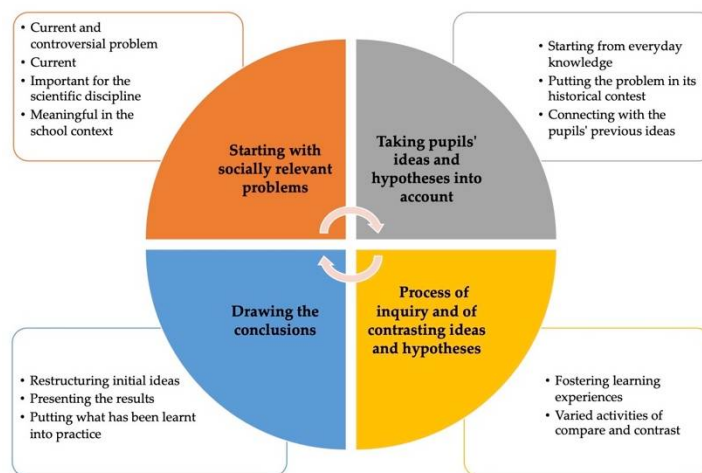 • Current and
controversial problem
• Current
• Important for the
scientific discipline
• Meaningful in the
school context
• Starting from everyday
knowledge
• Putting the problem in its
historical contest
• Connecting with the
pupils' previous ideas
Starting with
socially relevant
problems
Taking pupils'
ideas and
hypotheses into
account
Drawing the
conclusions
Process of
inquiry and of
contrasting ideas
and hypotheses
• Restructuring initial ideas
• Presenting the results
• Putting what has been learnt
into practice
• Fostering learning
experiences
• Varied activities of
compare and contrast